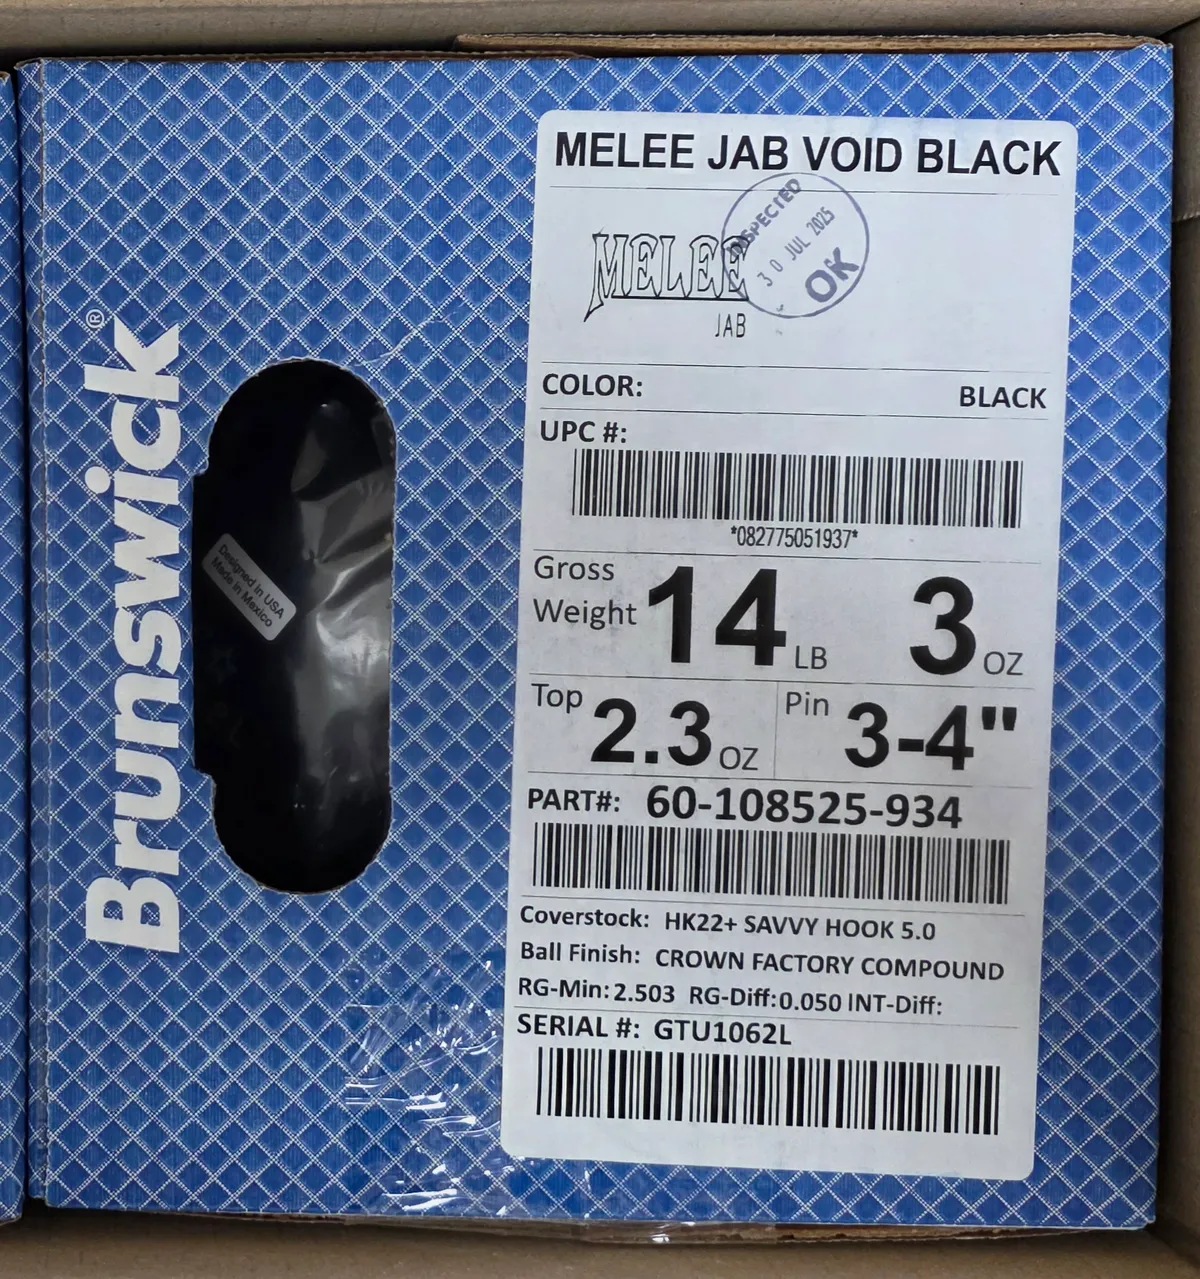 Brunswick®
Designed in USA
Made in Mexico
MELEE JAB VOID BLACK
MELEE
JAB
INSPECTED
30 JUL 2025
OK
COLOR: BLACK
UPC #:
*082775051937*
Gross Weight 14 LB 3 OZ
Top 2.3 OZ Pin 3-4"
PART#: 60-108525-934
Coverstock: HK22+ SAVVY HOOK 5.0
Ball Finish: CROWN FACTORY COMPOUND
RG-Min: 2.503 RG-Diff: 0.050 INT-Diff:
SERIAL #: GTU1062L